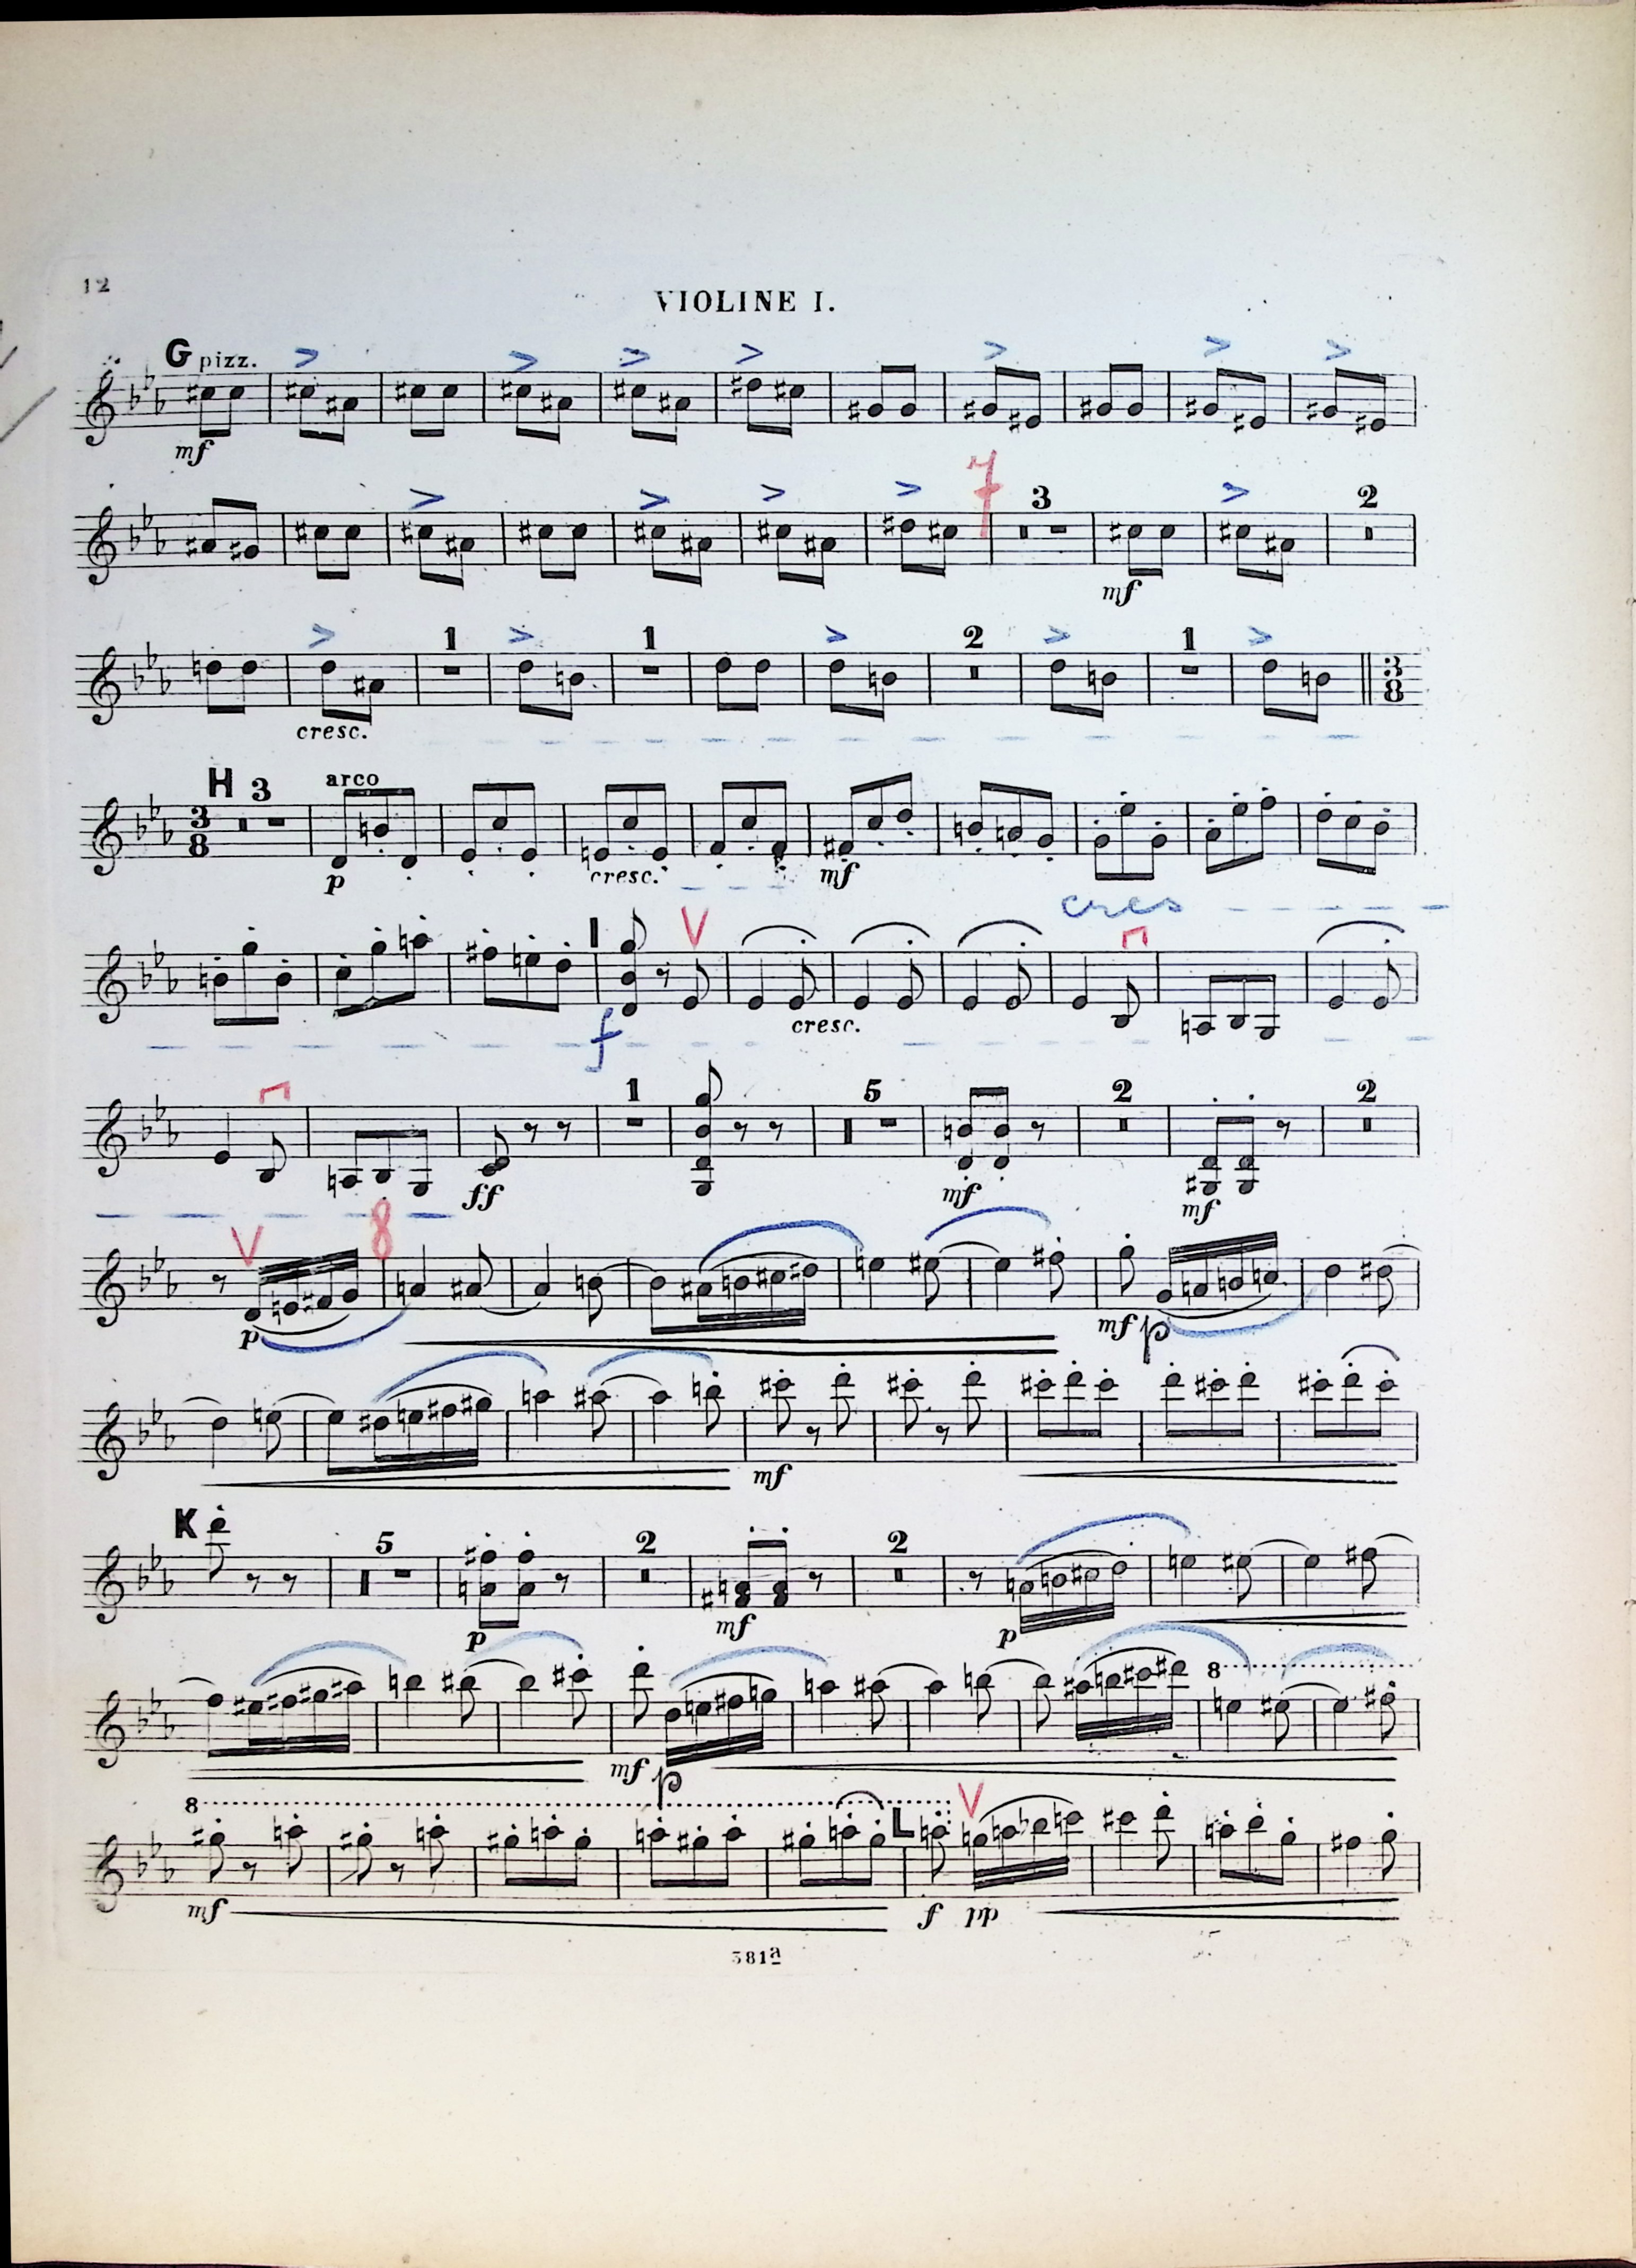 12
VIOLINE I.
G pizz.
mf
7 3 2
mf
1 1 2 1 3 8
cresc.
H 3 arco
3 8
p cresc. mf
cres
I
cresc.
f
1 5 2 2
ff mf mf
8
p mf p
mf
K 5 2 2
p mf p
8
mf p
8 L
mf f pp
381a